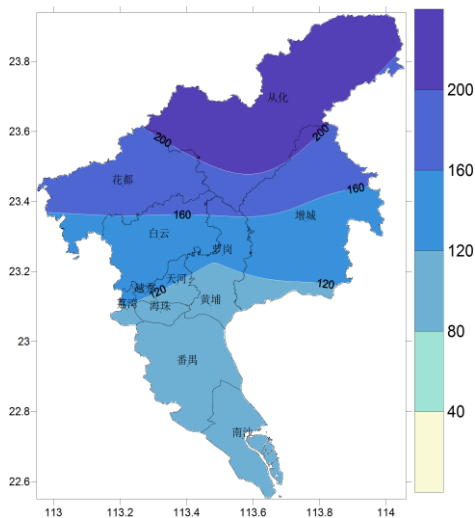 23.8
23.6
23.4
23.2
23
22.8
22.6
113
113.2
113.4
113.6
113.8
114
从化
200
200
花都
160
160
增城
白云
萝岗
天河
越秀
120
120
荔湾
海珠
黄埔
番禺
南沙
200
160
120
80
40